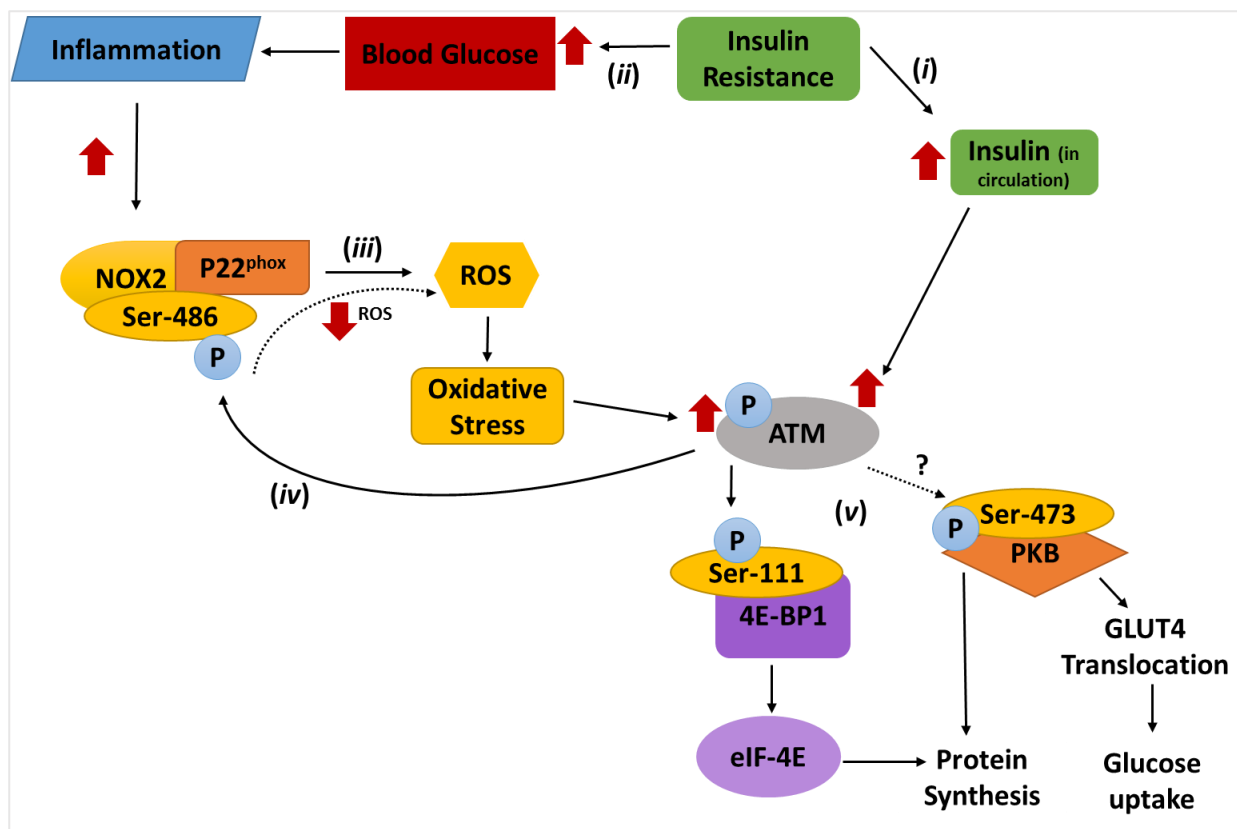 Inflammation
Blood Glucose
(ii)
Insulin
Resistance
(i)
Insulin (in
circulation)
NOX2
P22phox
Ser-486
P
(iii)
ROS
ROS
Oxidative
Stress
P
ATM
(iv)
(v)
?
P
Ser-111
4E-BP1
Ser-473
P
PKB
GLUT4
Translocation
eIF-4E
Protein
Synthesis
Glucose
uptake